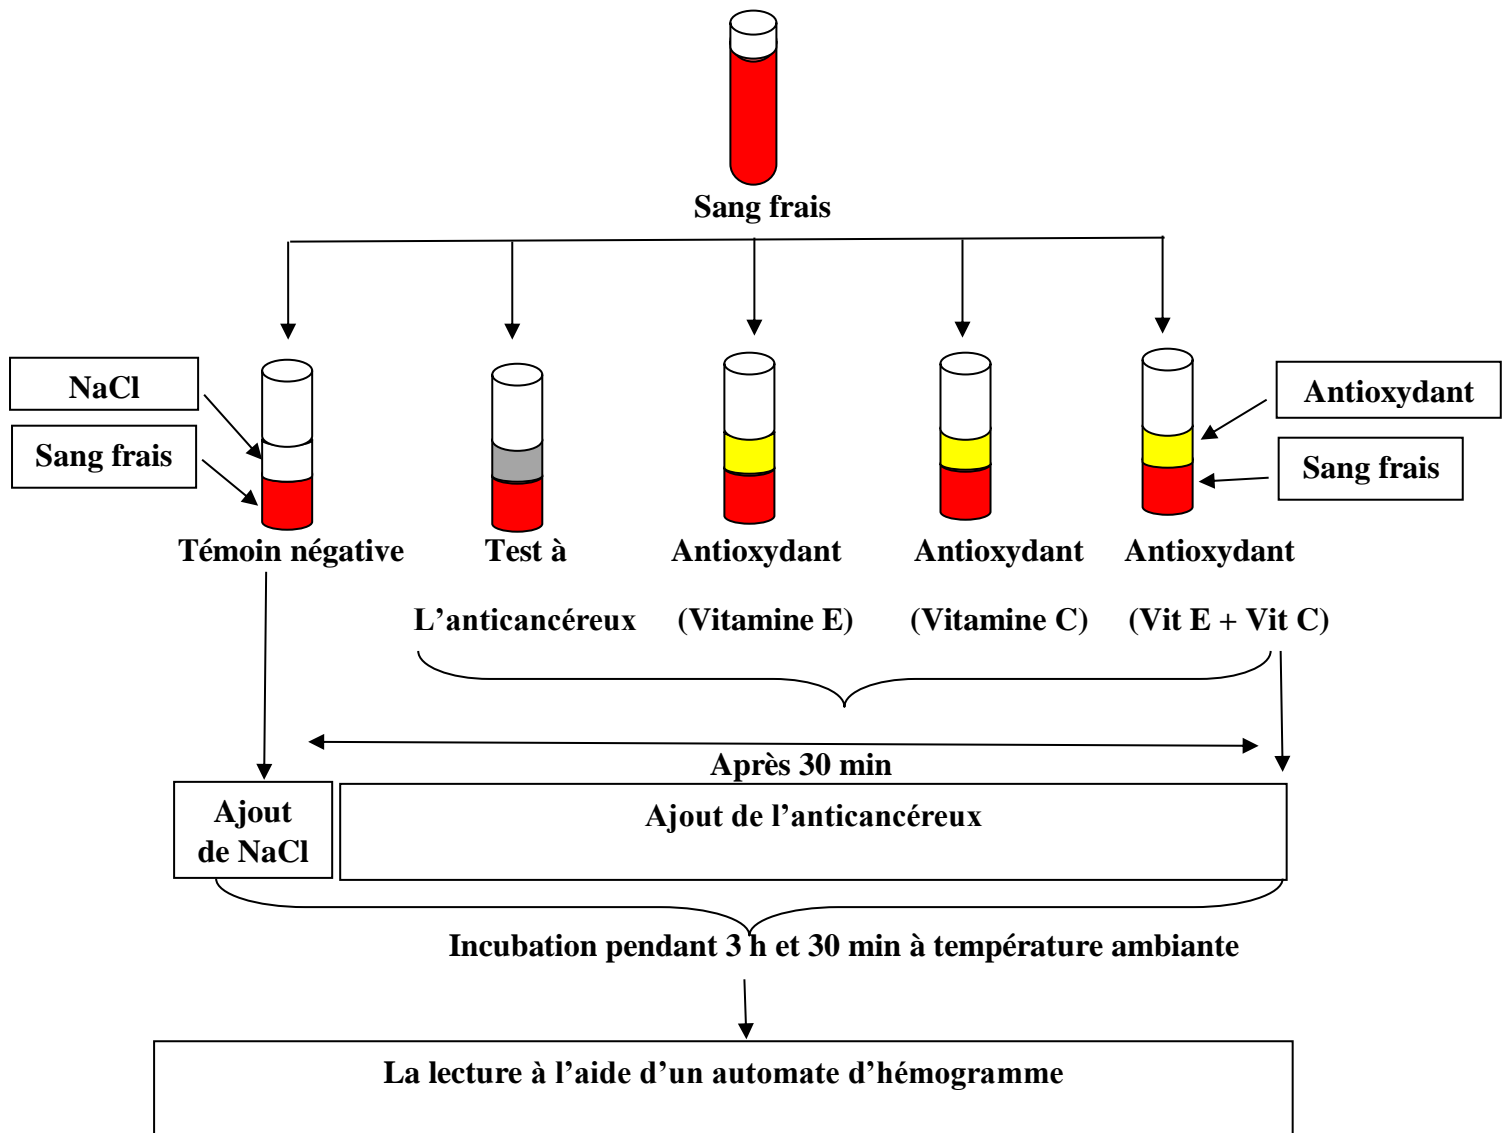 Sang frais
NaCl
Sang frais
Antioxydant
Sang frais
Témoin négative
Test à
L’anticancéreux
Antioxydant
(Vitamine E)
Antioxydant
(Vitamine C)
Antioxydant
(Vit E + Vit C)
Après 30 min
Ajout
de NaCl
Ajout de l’anticancéreux
Incubation pendant 3 h et 30 min à température ambiante
La lecture à l’aide d’un automate d’hémogramme